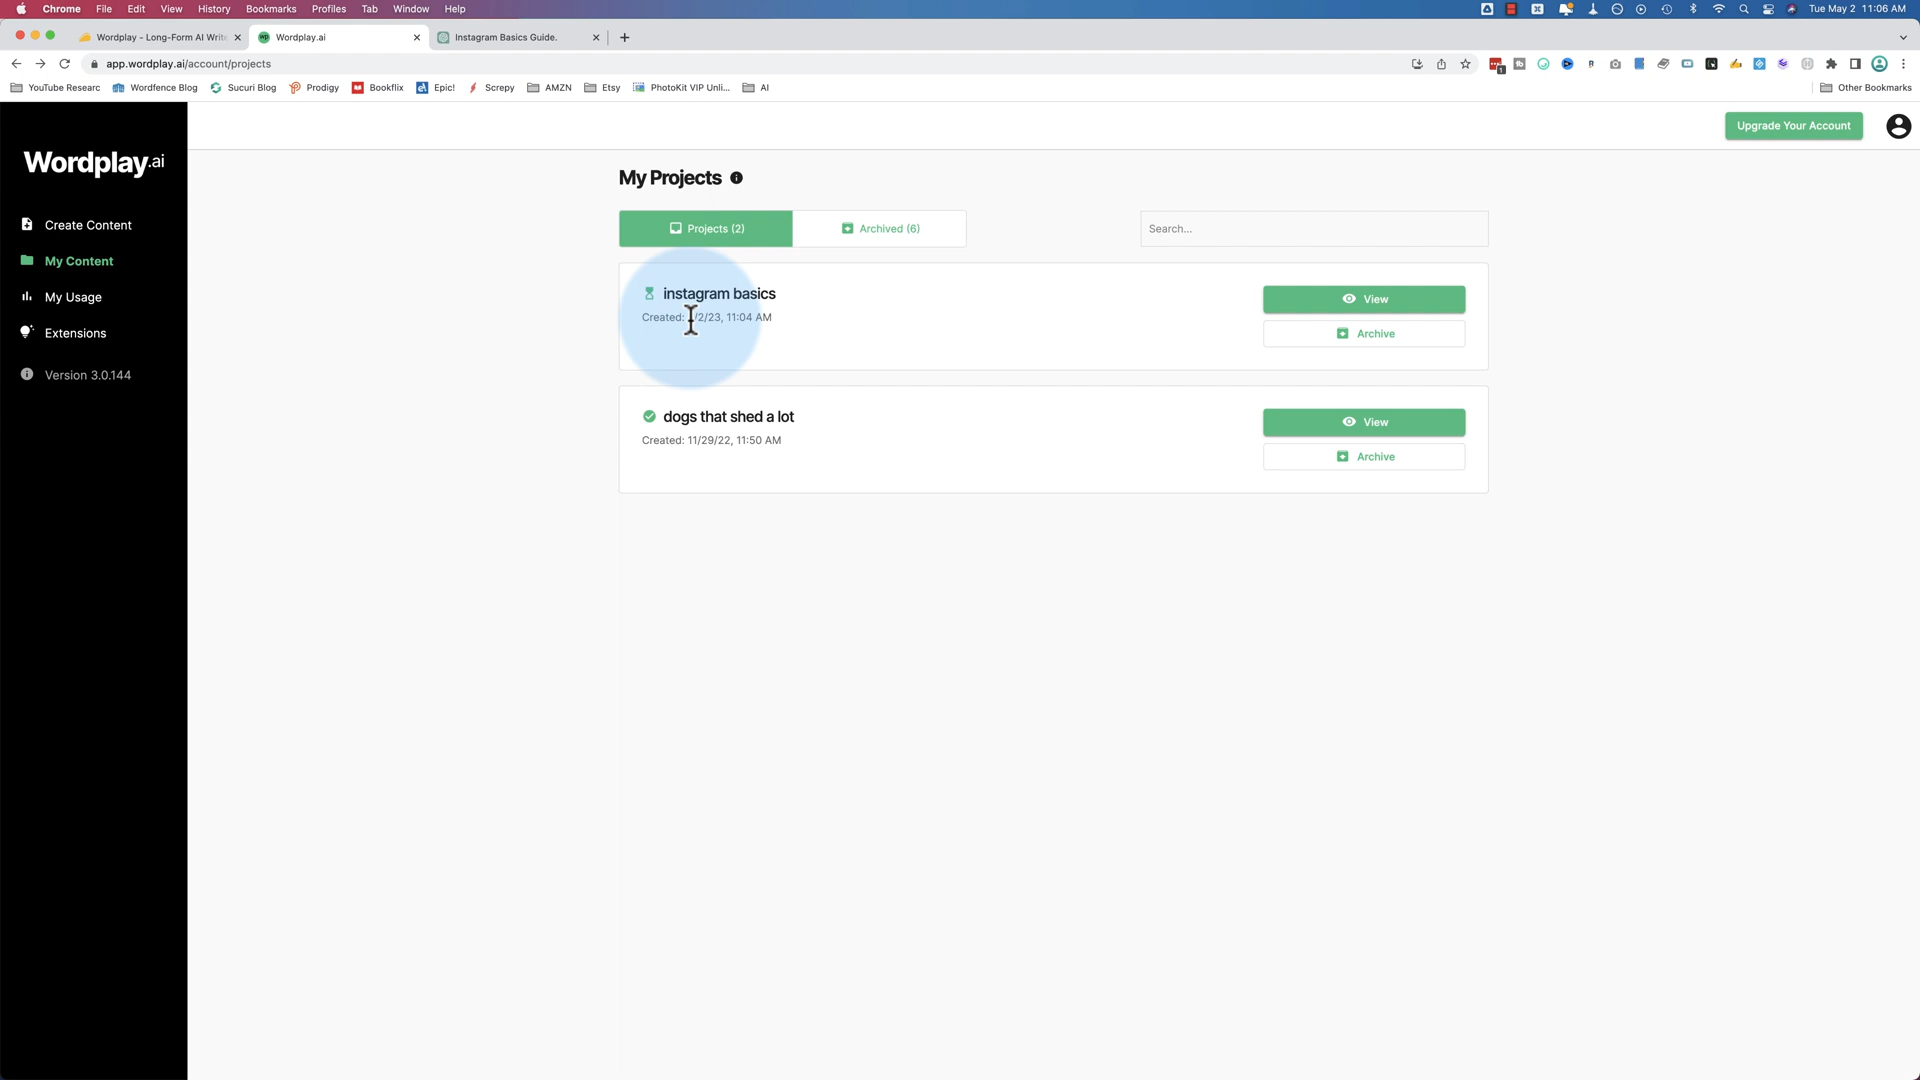 Chrome File Edit View History Bookmarks Profiles Tab Window Help
Tue May 2 11:06 AM
Wordplay - Long-Form AI Write
Wordplay.ai
Instagram Basics Guide.
app.wordplay.ai/account/projects
YouTube Researc
Wordfence Blog
Sucuri Blog
Prodigy
Bookflix
Epic!
Screpy
AMZN
Etsy
PhotoKit VIP Unli...
AI
Other Bookmarks
Wordplay.ai
Upgrade Your Account
Create Content
My Content
My Usage
Extensions
Version 3.0.144
My Projects
Projects (2)
Archived (6)
Search...
instagram basics
Created: /2/23, 11:04 AM
View
Archive
dogs that shed a lot
Created: 11/29/22, 11:50 AM
View
Archive